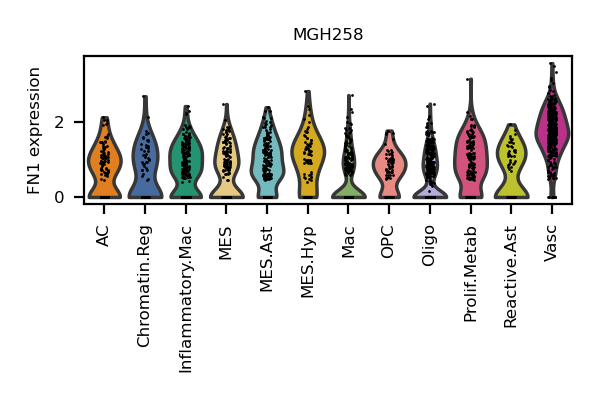 MGH258
FN1 expression
2
0
AC
Chromatin.Reg
Inflammatory.Mac
MES
MES.Ast
MES.Hyp
Mac
OPC
Oligo
Prolif.Metab
Reactive.Ast
Vasc